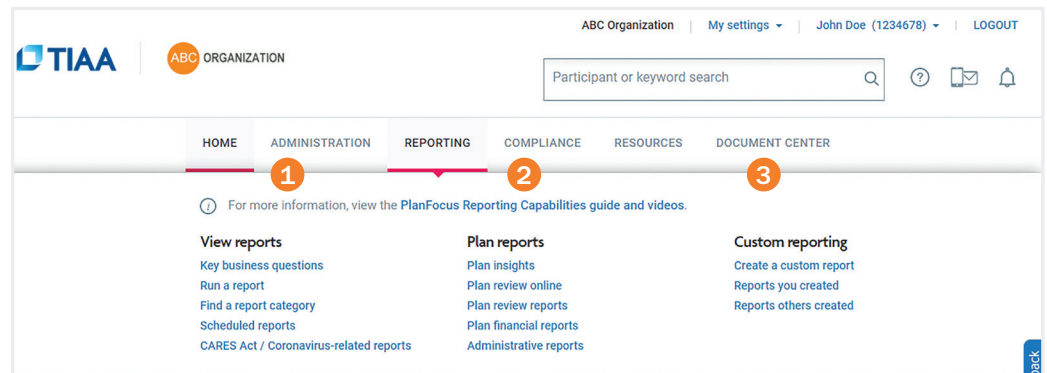 ABC Organization | My settings | John Doe (1234678) | LOGOUT
TIAA
ABC ORGANIZATION
Participant or keyword search
?
HOME ADMINISTRATION REPORTING COMPLIANCE RESOURCES DOCUMENT CENTER
1 2 3
i For more information, view the PlanFocus Reporting Capabilities guide and videos.
View reports
Key business questions
Run a report
Find a report category
Scheduled reports
CARES Act / Coronavirus-related reports
Plan reports
Plan insights
Plan review online
Plan review reports
Plan financial reports
Administrative reports
Custom reporting
Create a custom report
Reports you created
Reports others created